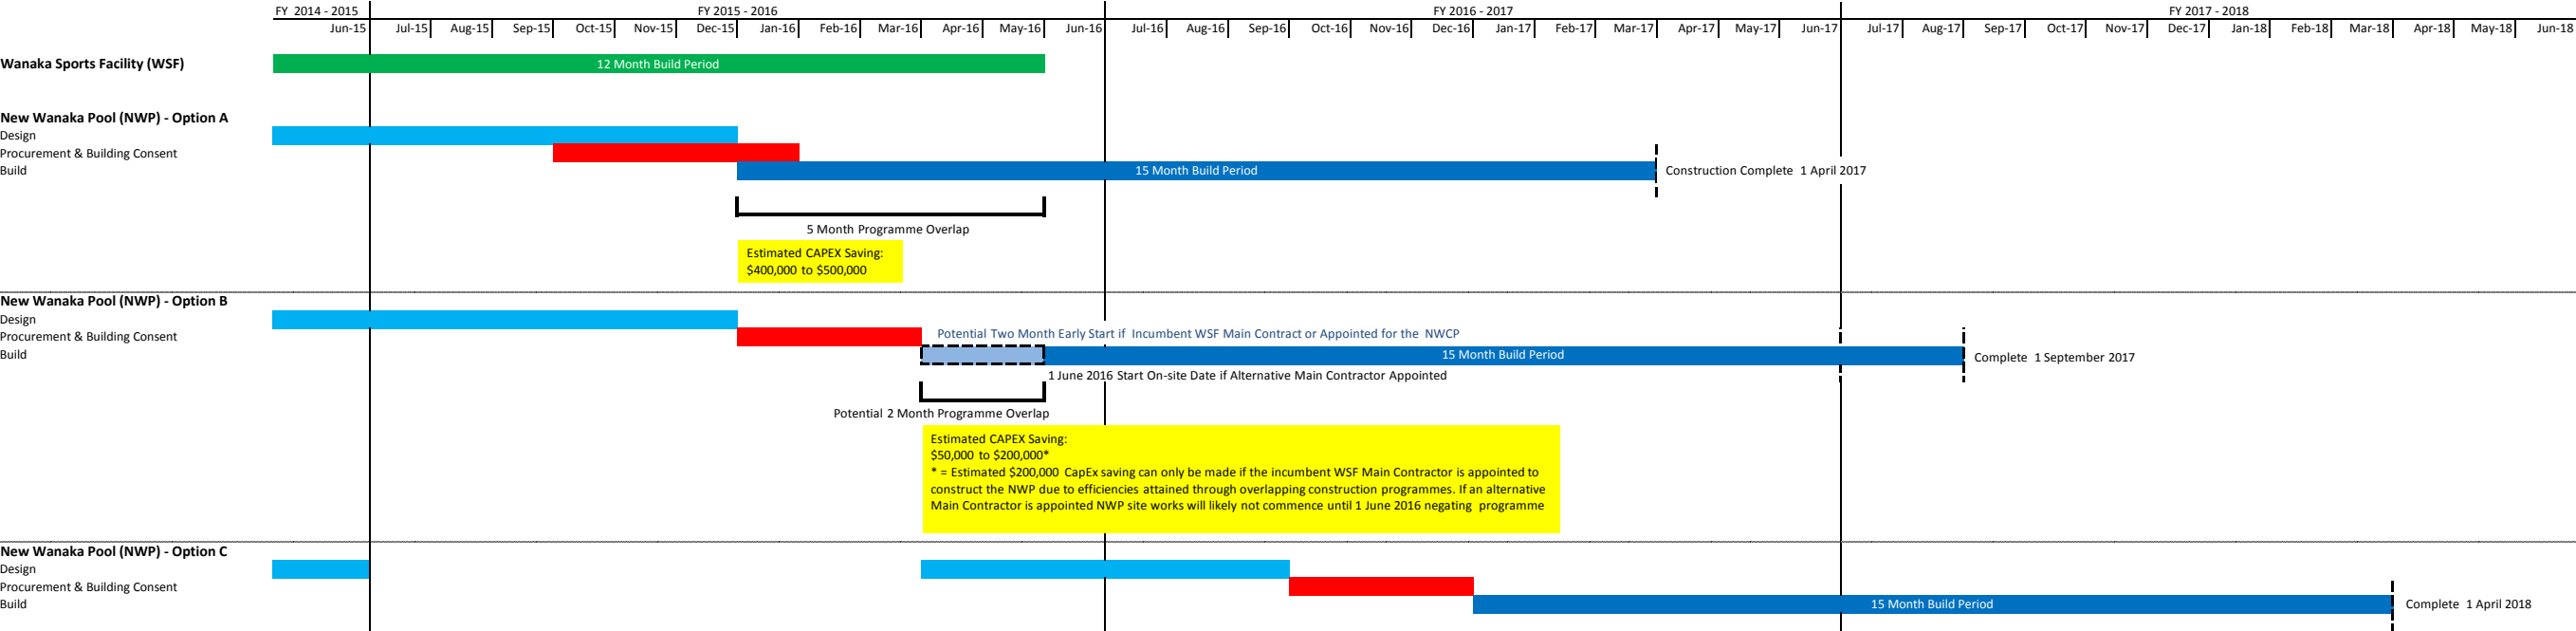 FY 2014 - 2015 FY 2015 - 2016 FY 2016 - 2017 FY 2017 - 2018
Jun-15 Jul-15 Aug-15 Sep-15 Oct-15 Nov-15 Dec-15 Jan-16 Feb-16 Mar-16 Apr-16 May-16 Jun-16 Jul-16 Aug-16 Sep-16 Oct-16 Nov-16 Dec-16 Jan-17 Feb-17 Mar-17 Apr-17 May-17 Jun-17 Jul-17 Aug-17 Sep-17 Oct-17 Nov-17 Dec-17 Jan-18 Feb-18 Mar-18 Apr-18 May-18 Jun-18
Wanaka Sports Facility (WSF) 12 Month Build Period
New Wanaka Pool (NWP) - Option A
Design
Procurement & Building Consent
Build 15 Month Build Period Construction Complete 1 April 2017
5 Month Programme Overlap
Estimated CAPEX Saving:
$400,000 to $500,000
New Wanaka Pool (NWP) - Option B
Design
Procurement & Building Consent Potential Two Month Early Start if Incumbent WSF Main Contract or Appointed for the NWCP
Build 15 Month Build Period Complete 1 September 2017
1 June 2016 Start On-site Date if Alternative Main Contractor Appointed
Potential 2 Month Programme Overlap
Estimated CAPEX Saving:
$50,000 to $200,000*
* = Estimated $200,000 CapEx saving can only be made if the incumbent WSF Main Contractor is appointed to
construct the NWP due to efficiencies attained through overlapping construction programmes. If an alternative
Main Contractor is appointed NWP site works will likely not commence until 1 June 2016 negating programme
New Wanaka Pool (NWP) - Option C
Design
Procurement & Building Consent
Build 15 Month Build Period Complete 1 April 2018